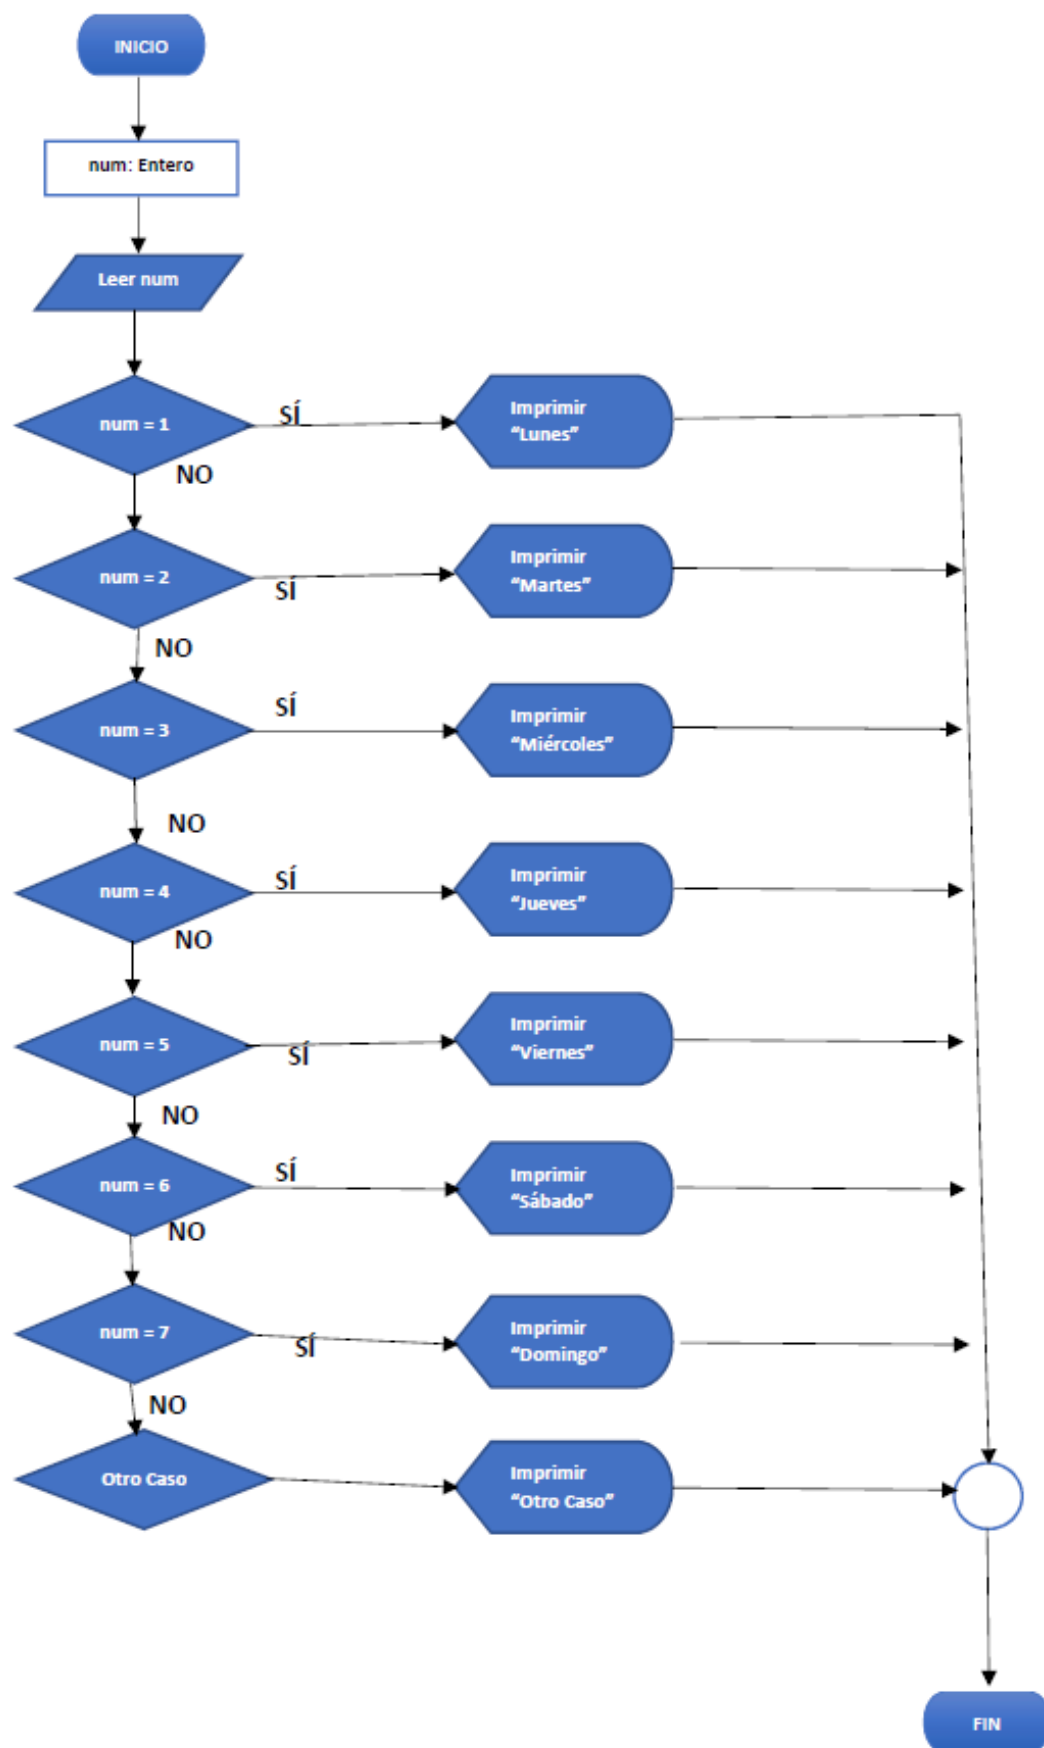 INICIO
num: Entero
Leer num
num = 1
SÍ
Imprimir
“Lunes”
NO
num = 2
SÍ
Imprimir
“Martes”
NO
num = 3
SÍ
Imprimir
“Miércoles”
NO
num = 4
SÍ
Imprimir
“Jueves”
NO
num = 5
SÍ
Imprimir
“Viernes”
NO
num = 6
SÍ
Imprimir
“Sábado”
NO
num = 7
SÍ
Imprimir
“Domingo”
NO
Otro Caso
Imprimir
“Otro Caso”
FIN